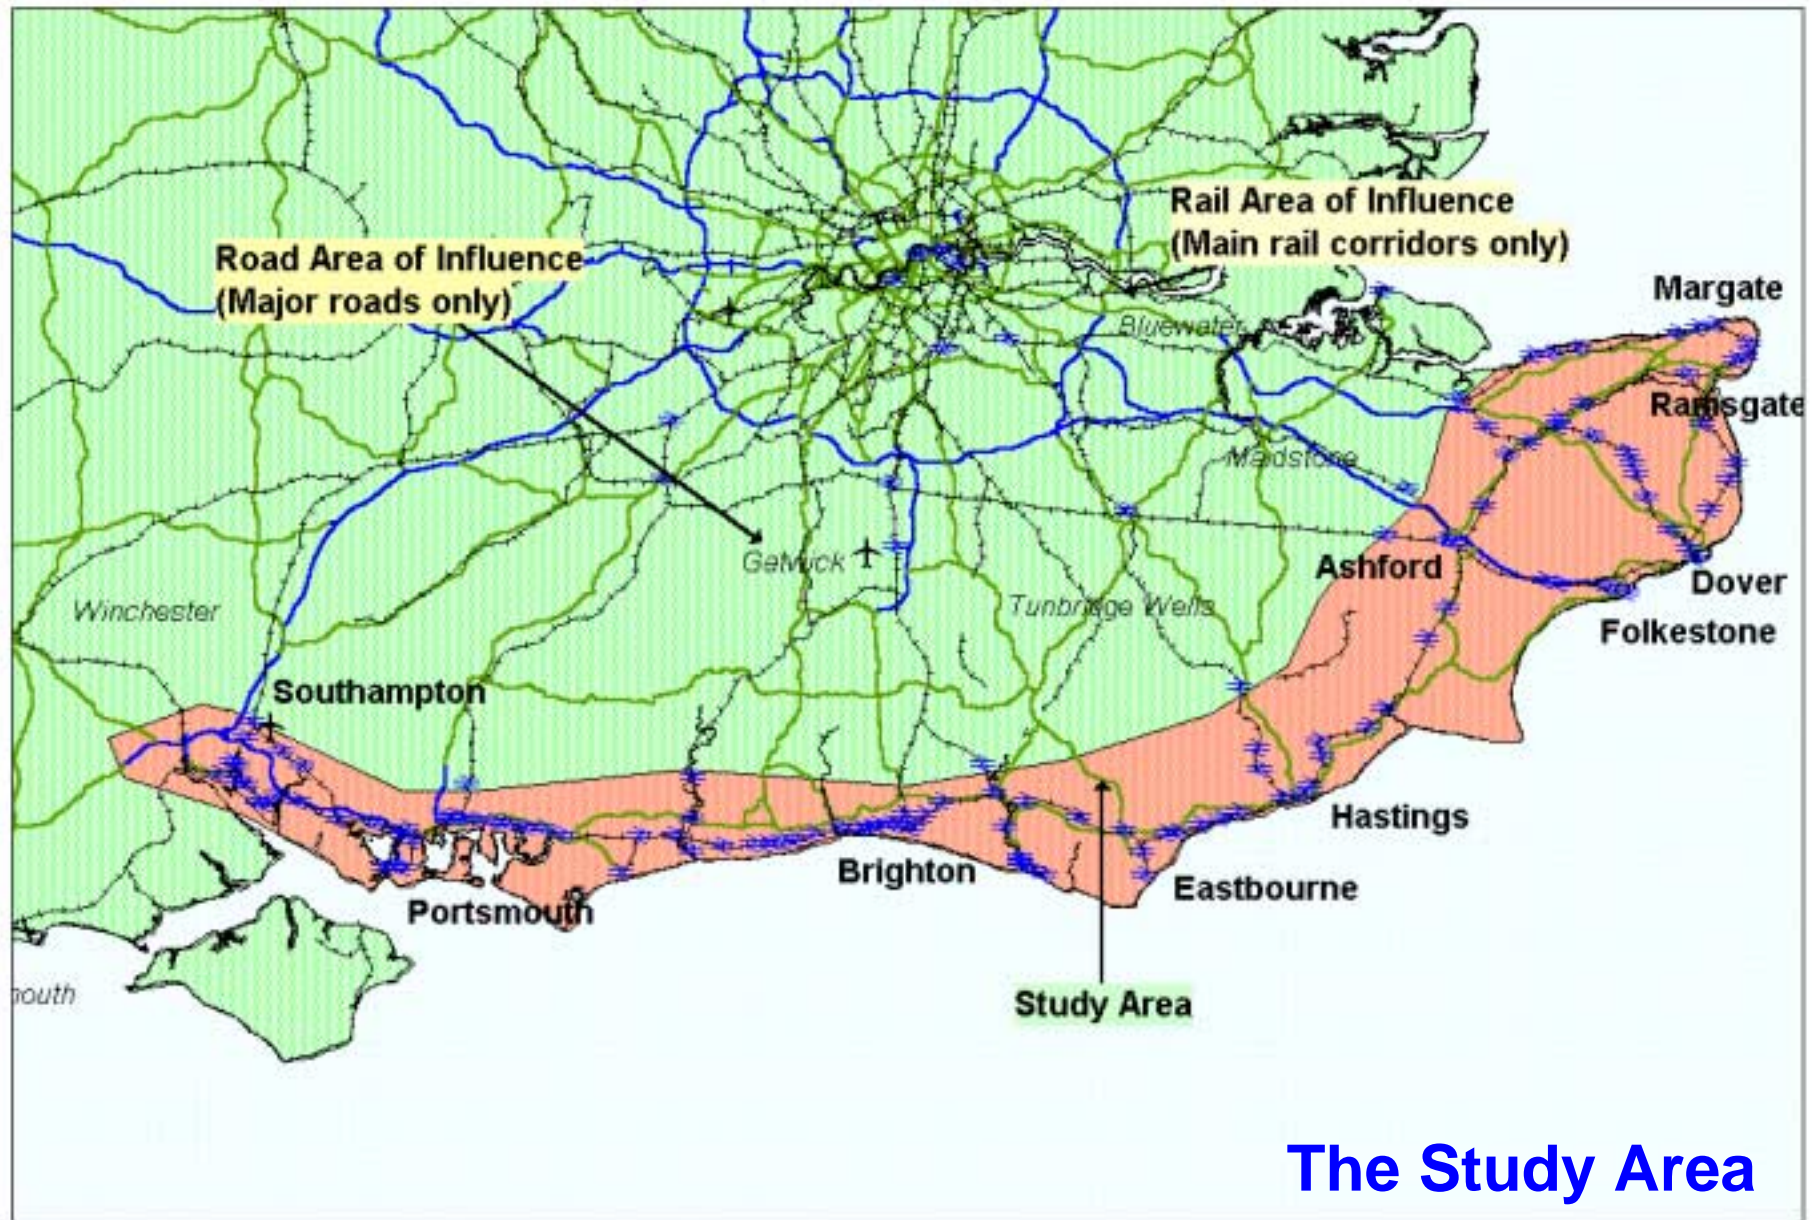 Rail Area of Influence
(Main rail corridors only)
Road Area of Influence
(Major roads only)
Margate
Bluewater
Ramsgate
Maidstone
Gatwick
Ashford
Dover
Winchester
Tunbridge Wells
Folkestone
Southampton
Hastings
Brighton
Eastbourne
Portsmouth
outh
Study Area
The Study Area